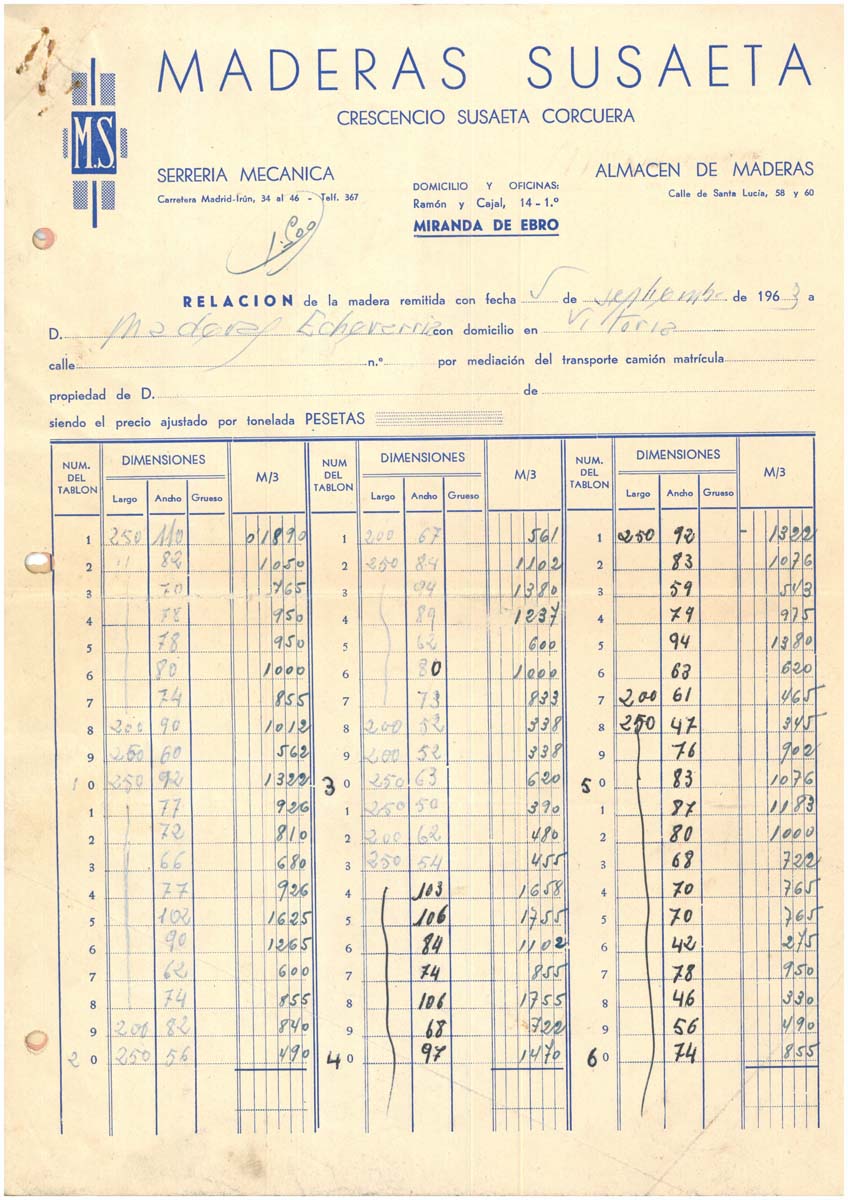 MADERAS SUSAETA
CRESCENCIO SUSAETA CORCUERA
M.S.
SERRERIA MECANICA
Carretera Madrid-Irún, 34 al 46 - Telf. 367
DOMICILIO Y OFICINAS:
Ramón y Cajal, 14 - 1.º
MIRANDA DE EBRO
ALMACEN DE MADERAS
Calle de Santa Lucía, 58 y 60
RELACION de la madera remitida con fecha 5 de septiembre de 1963 a
D. Maderas Echeverria con domicilio en Vitoria
calle n.º por mediación del transporte camión matrícula
propiedad de D. de
siendo el precio ajustado por tonelada PESETAS
NUM. DEL TABLON DIMENSIONES M/3 NUM DEL TABLON DIMENSIONES M/3 NUM. DEL TABLON DIMENSIONES M/3
Largo Ancho Grueso Largo Ancho Grueso Largo Ancho Grueso
1 250 110 0'1890 1 200 67 561 1 250 92 - 1322
2 " 82 1050 2 250 84 1102 2 83 1076
3 70 765 3 94 1380 3 59 543
4 78 950 4 89 1237 4 79 975
5 78 950 5 62 600 5 94 1380
6 80 1000 6 80 1000 6 63 620
7 74 855 7 73 833 7 200 61 465
8 200 90 1012 8 200 52 338 8 250 47 345
9 250 60 562 9 200 52 338 9 76 902
10 250 92 1322 30 250 63 620 50 83 1076
1 77 926 1 250 50 390 1 87 1183
2 72 810 2 200 62 480 2 80 1000
3 66 680 3 250 54 455 3 68 722
4 77 926 4 103 1658 4 70 765
5 102 1625 5 106 1755 5 70 765
6 90 1265 6 84 1102 6 42 275
7 62 600 7 74 855 7 78 950
8 74 855 8 106 1755 8 46 330
9 200 82 840 9 68 722 9 56 490
20 250 56 490 40 97 1470 60 74 855